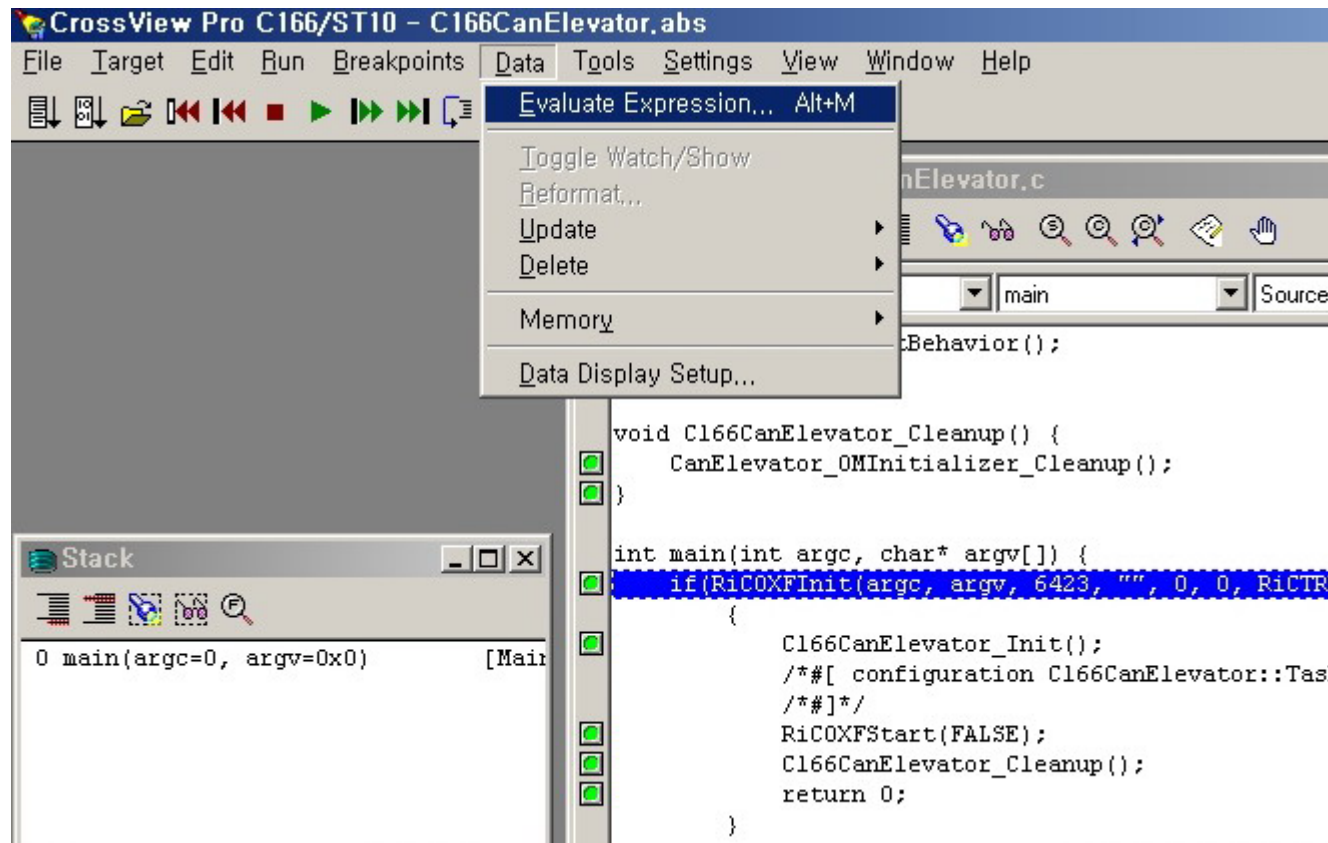 CrossView Pro C166/ST10 - C166CanElevator.abs
File Target Edit Run Breakpoints Data Tools Settings View Window Help
Evaluate Expression... Alt+M
Toggle Watch/Show
Reformat...
Update
Delete
Memory
Data Display Setup...
nElevator.c
main Source
tBehavior();
void C166CanElevator_Cleanup() {
CanElevator_OMInitializer_Cleanup();
}
int main(int argc, char* argv[]) {
if(RiCOXFInit(argc, argv, 6423, "", 0, 0, RiCTR
{
C166CanElevator_Init();
/*#[ configuration C166CanElevator::Tas
/*#]*/
RiCOXFStart(FALSE);
C166CanElevator_Cleanup();
return 0;
}
Stack
0 main(argc=0, argv=0x0) [Main